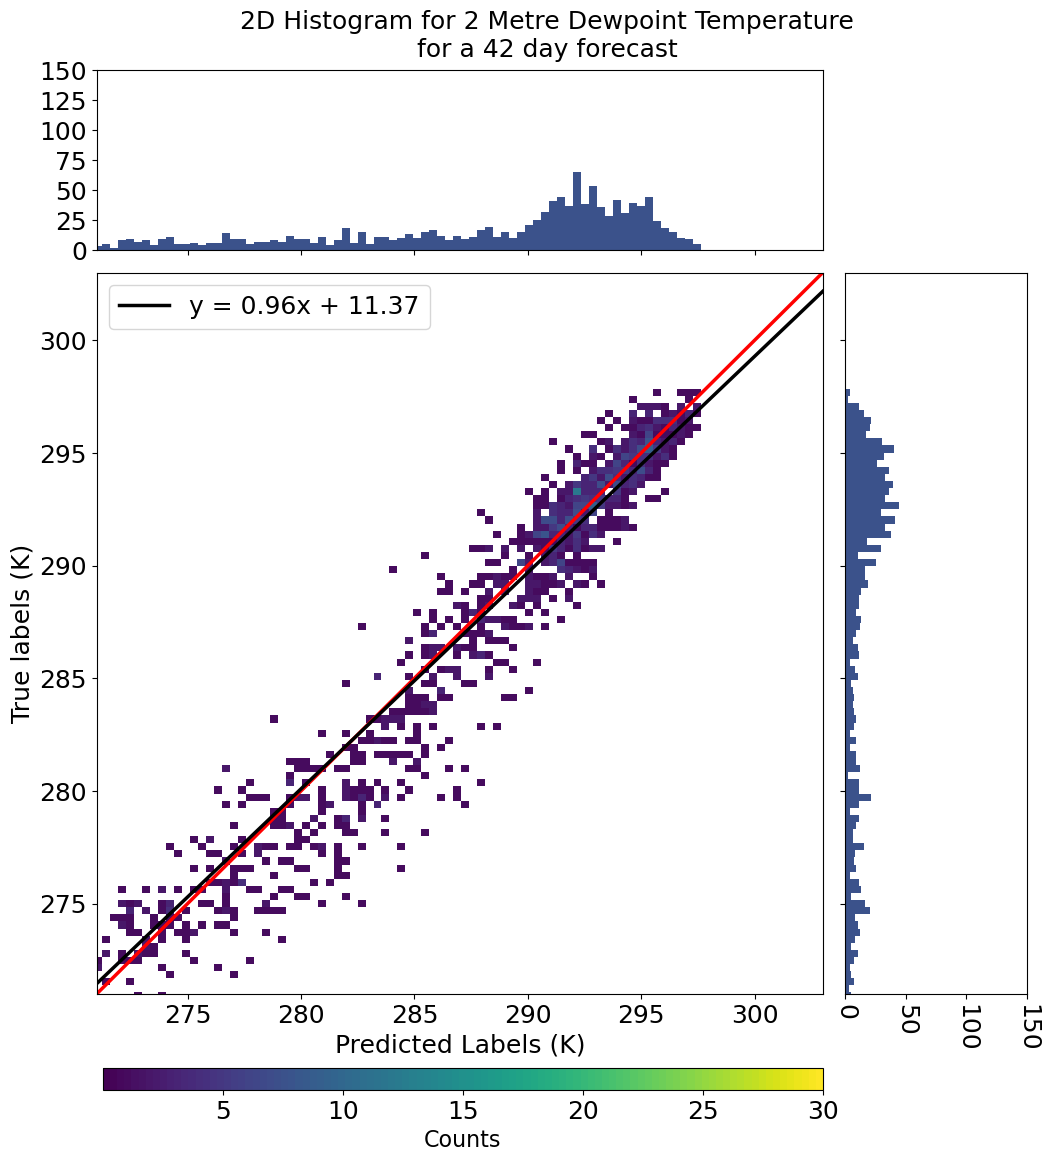 2D Histogram for 2 Metre Dewpoint Temperature
for a 42 day forecast
150
125
100
75
50
25
0
y = 0.96x + 11.37
300
295
290
285
280
275
True labels (K)
275 280 285 290 295 300
Predicted Labels (K)
0 50 100 150
5 10 15 20 25 30
Counts